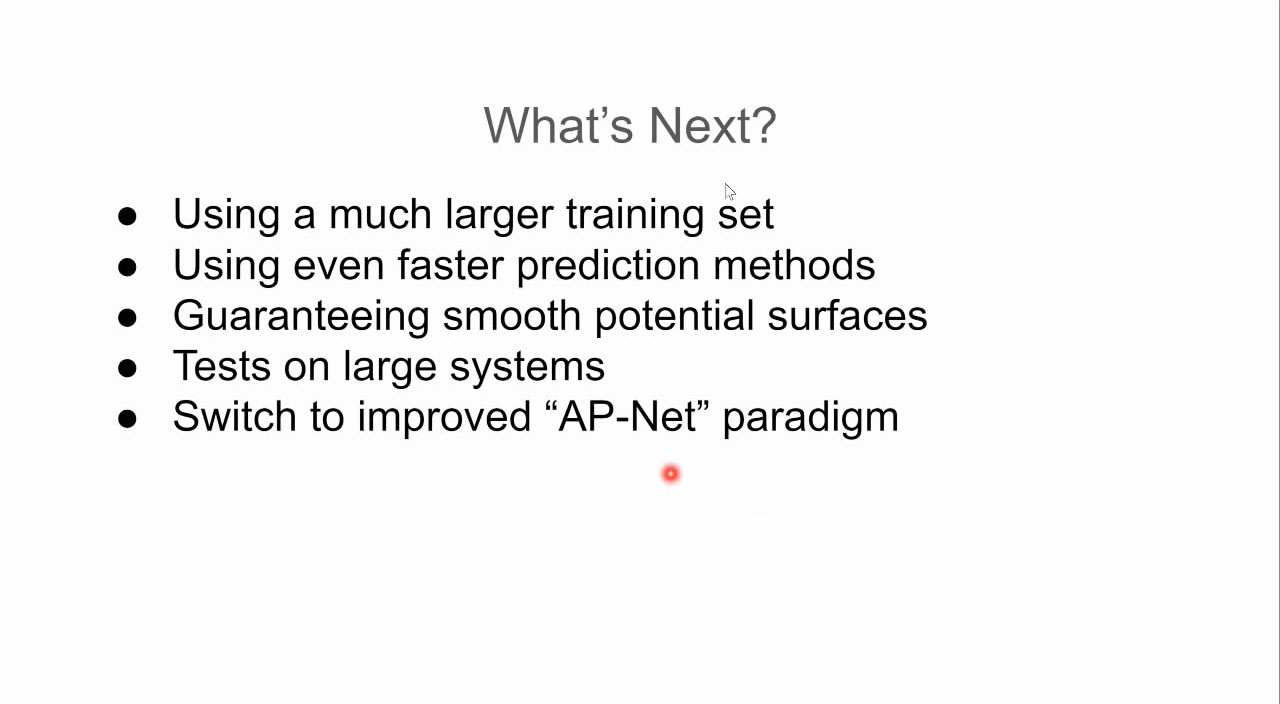 What’s Next?
● Using a much larger training set
● Using even faster prediction methods
● Guaranteeing smooth potential surfaces
● Tests on large systems
● Switch to improved “AP-Net” paradigm